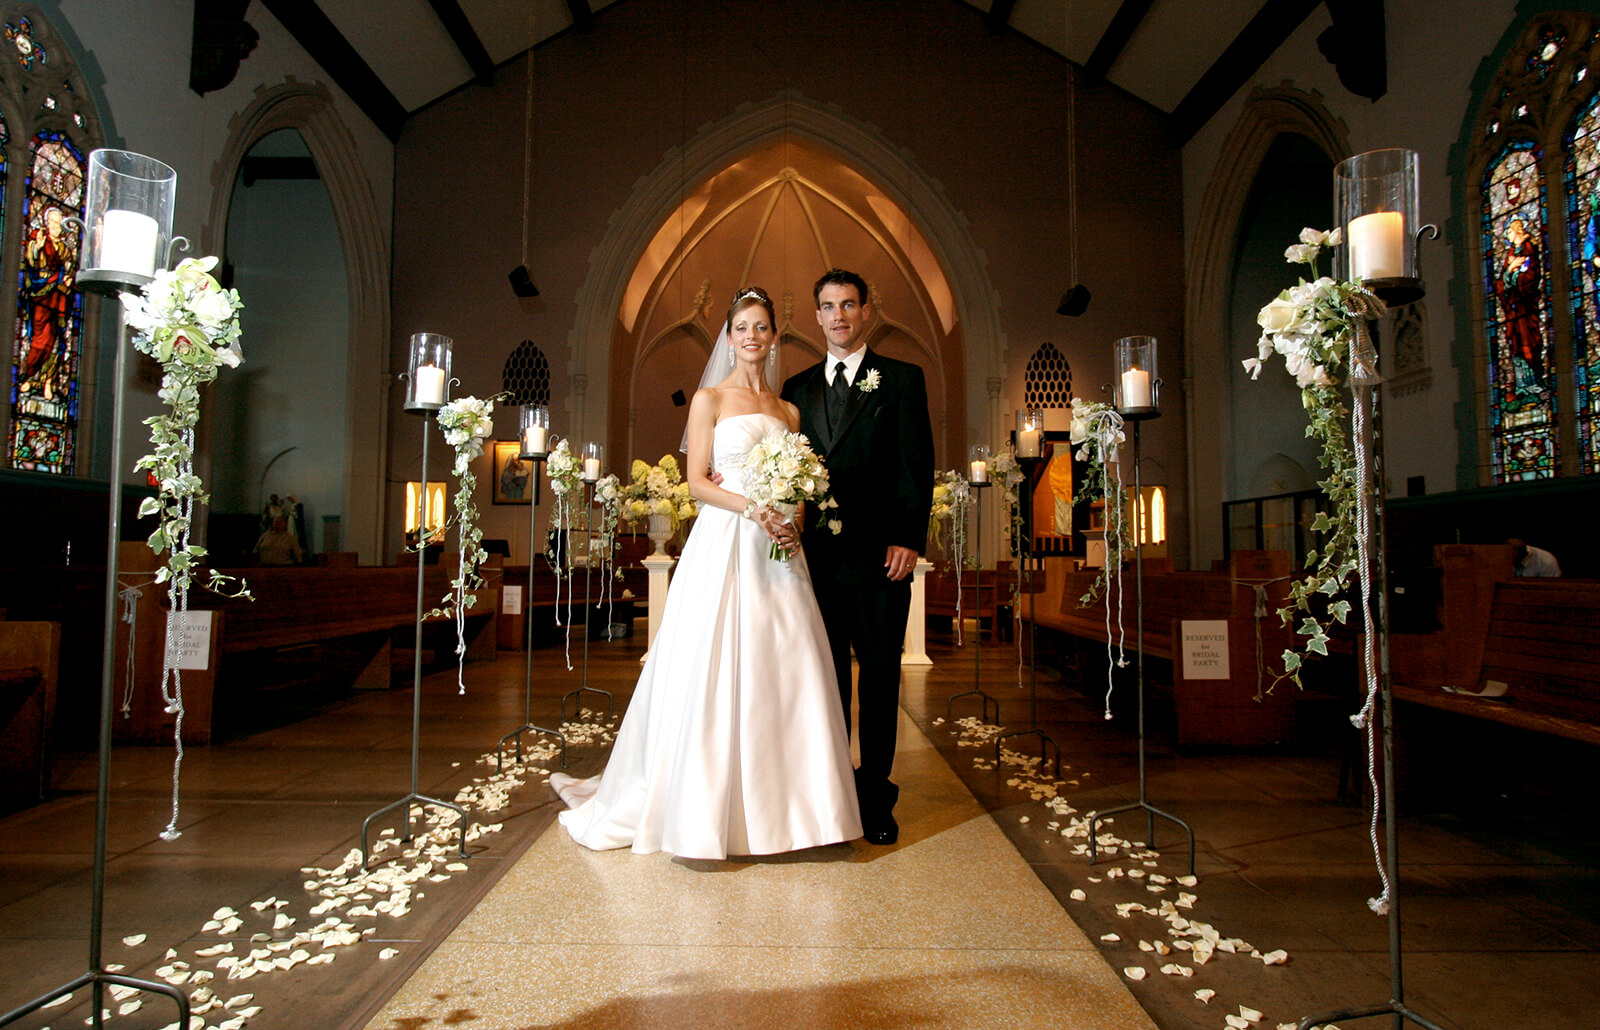 RESERVED
for
BRIDAL
PARTY
RESERVED
for
BRIDAL
PARTY